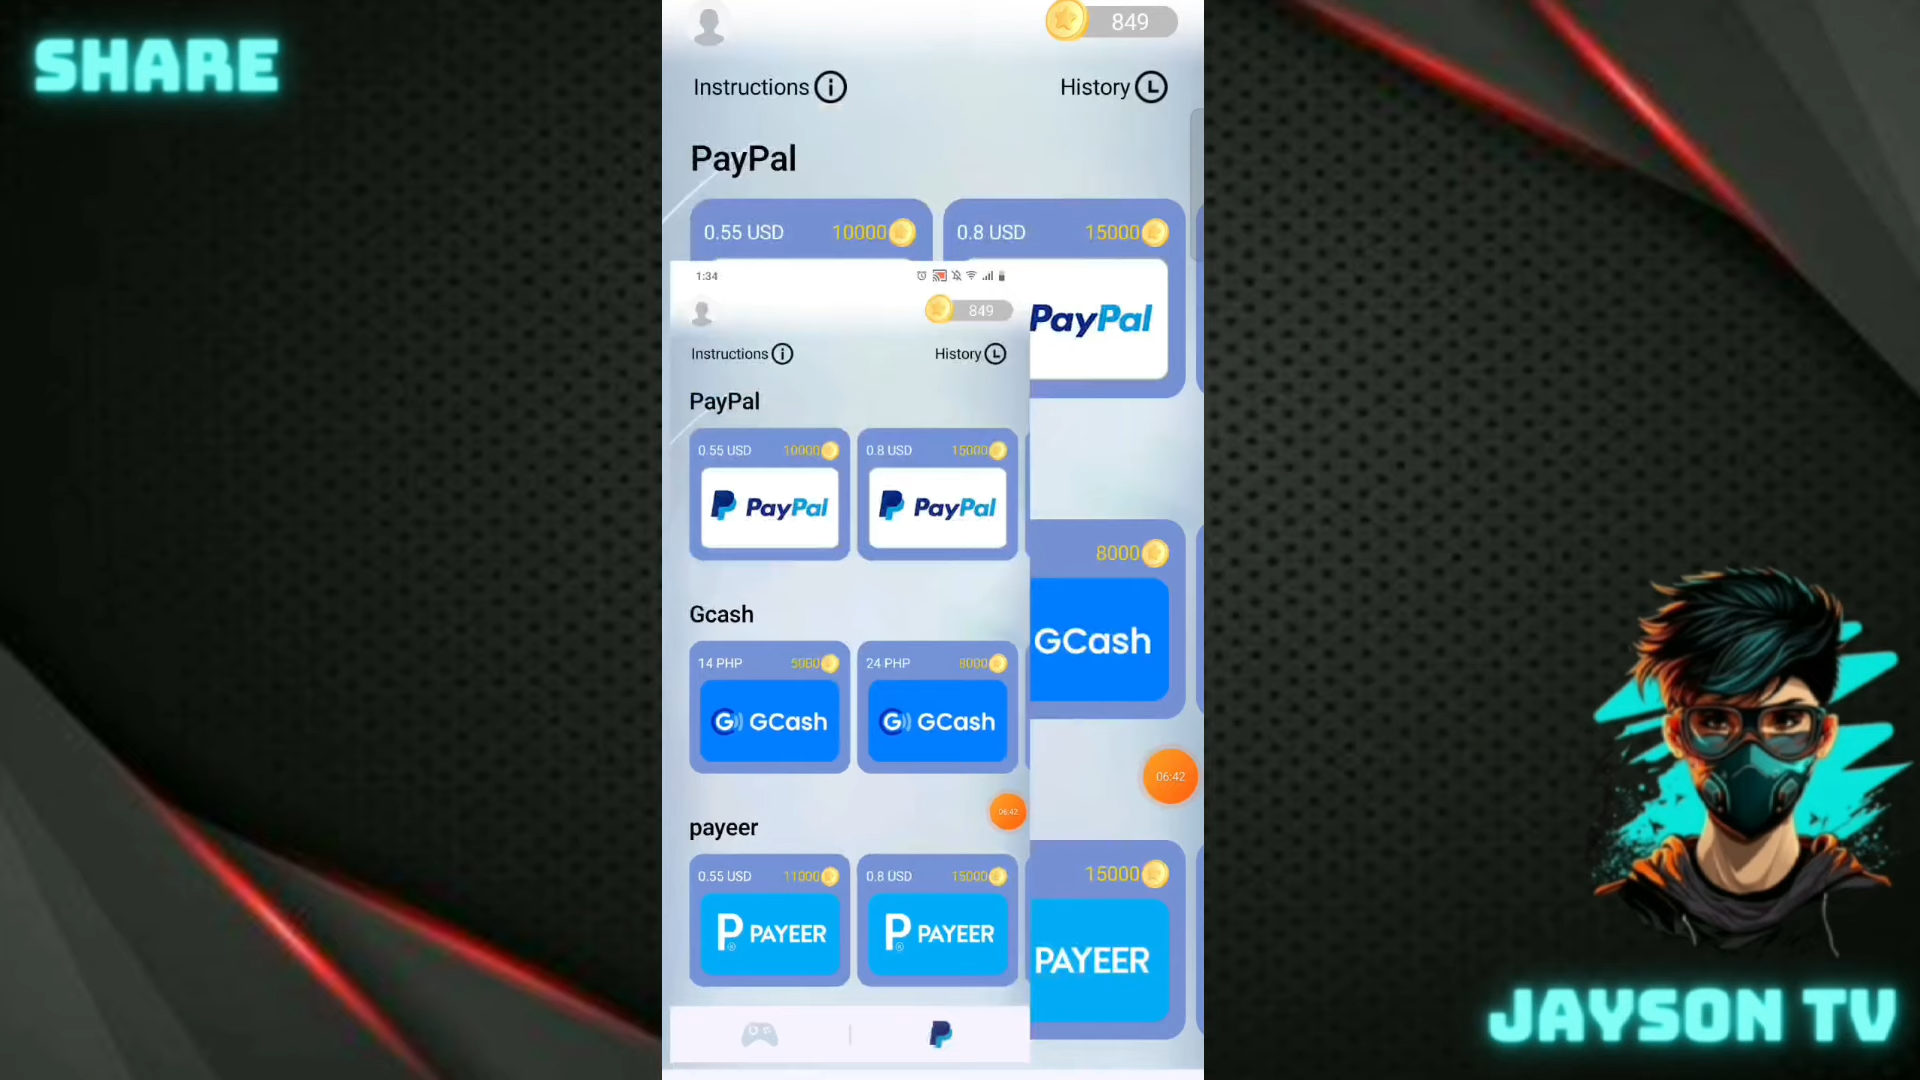 SHARE
849
Instructions
History
PayPal
0.55 USD 10000
0.8 USD 15000
PayPal
1:34
849
Instructions
History
PayPal
0.55 USD 10000
0.8 USD 15000
PayPal
PayPal
Gcash
14 PHP 5000
24 PHP 8000
GCash
GCash
8000
GCash
06:42
06:42
payeer
0.55 USD 11000
0.8 USD 15000
PAYEER
PAYEER
15000
PAYEER
JAYSON TV